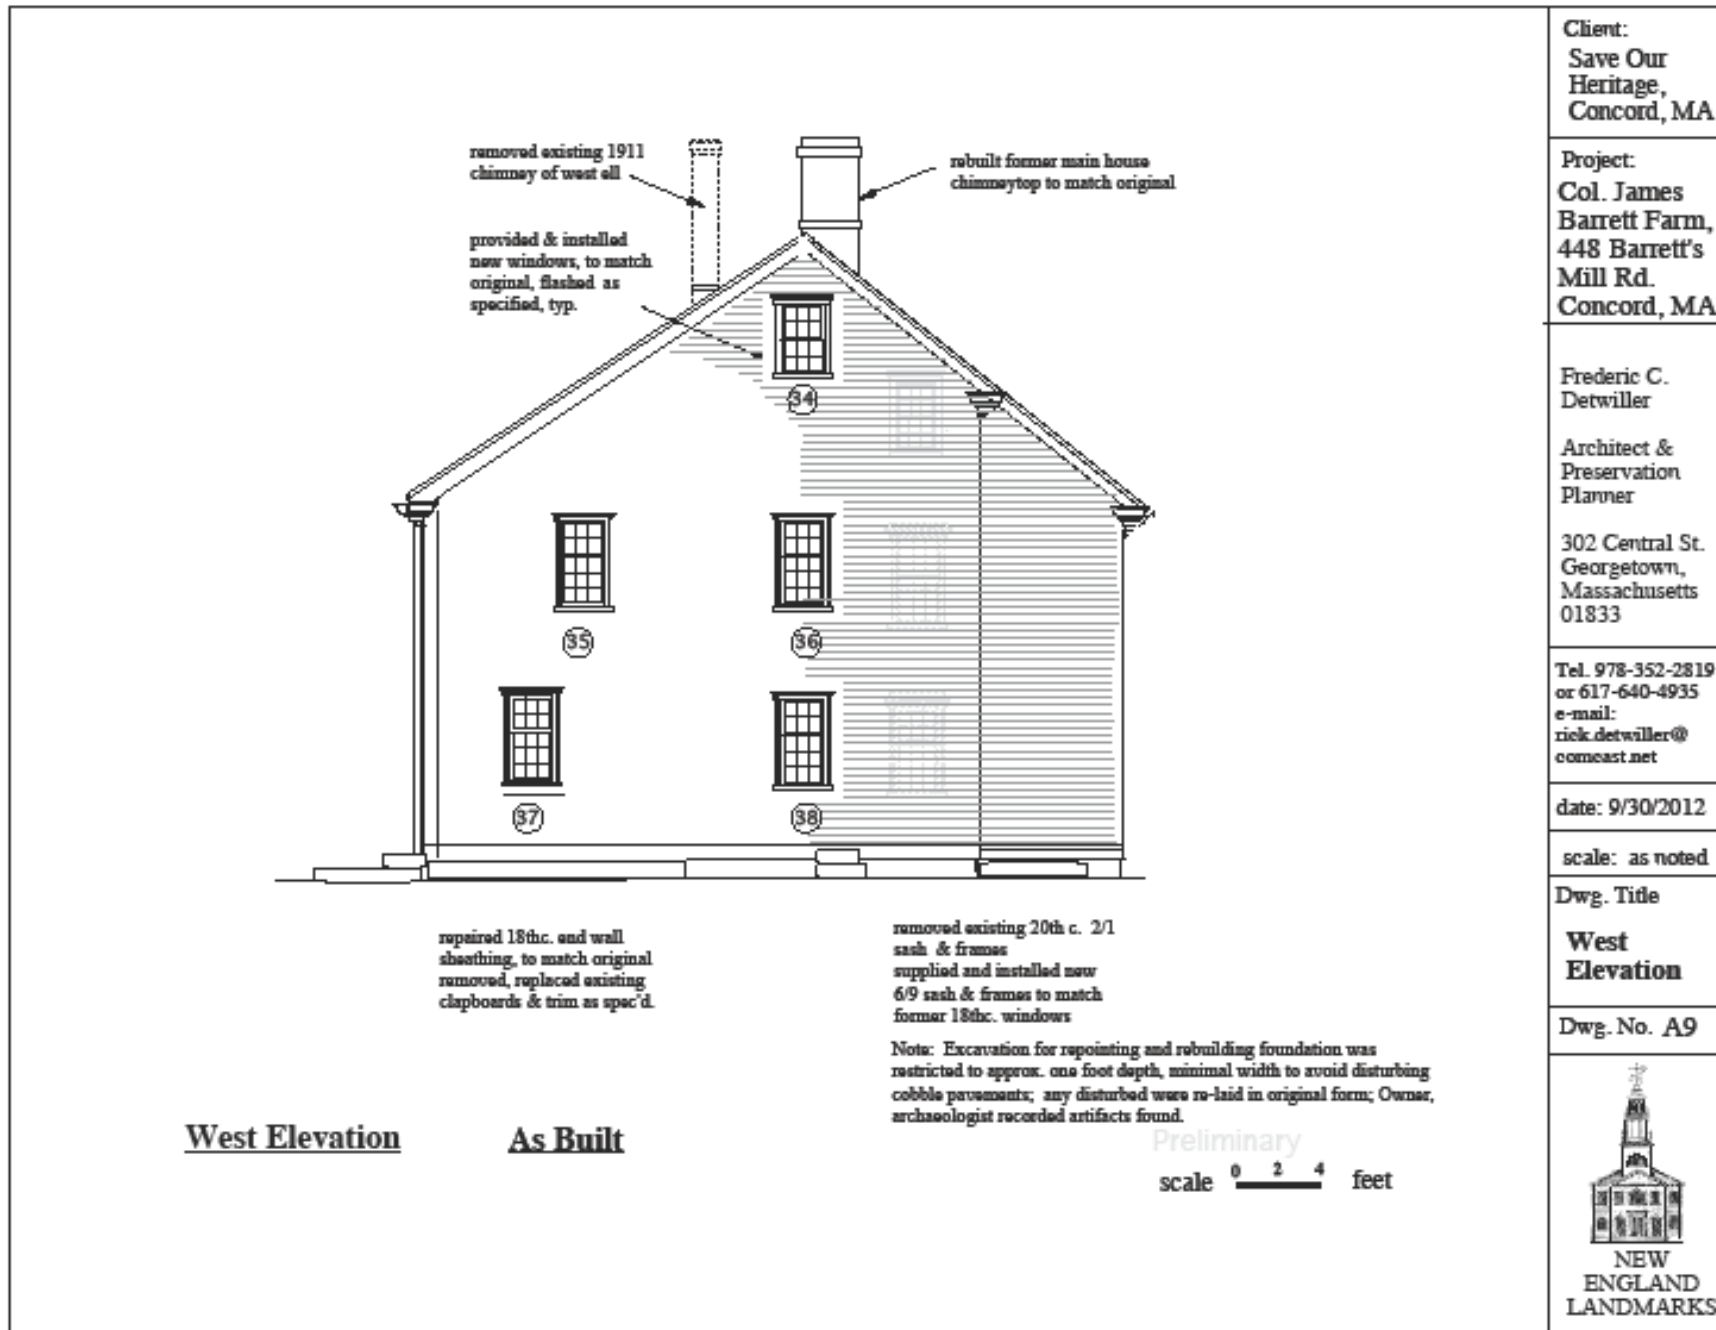 removed existing 1911
chimney of west ell
rebuilt former main house
chimneytop to match original
provided & installed
new windows, to match
original, flashed as
specified, typ.
34
35
36
37
38
repaired 18thc. end wall
sheathing, to match original
removed, replaced existing
clapboards & trim as spec'd.
removed existing 20th c. 2/1
sash & frames
supplied and installed new
6/9 sash & frames to match
former 18thc. windows
Note: Excavation for repointing and rebuilding foundation was
restricted to approx. one foot depth, minimal width to avoid disturbing
cobble pavements; any disturbed were re-laid in original form; Owner,
archaeologist recorded artifacts found.
West Elevation As Built
Preliminary
scale 0 2 4 feet
Client:
Save Our
Heritage,
Concord, MA
Project:
Col. James
Barrett Farm,
448 Barrett's
Mill Rd.
Concord, MA
Frederic C.
Detwiller
Architect &
Preservation
Planner
302 Central St.
Georgetown,
Massachusetts
01833
Tel. 978-352-2819
or 617-640-4935
e-mail:
rick.detwiller@
comcast.net
date: 9/30/2012
scale: as noted
Dwg. Title
West
Elevation
Dwg. No. A9
NEW
ENGLAND
LANDMARKS